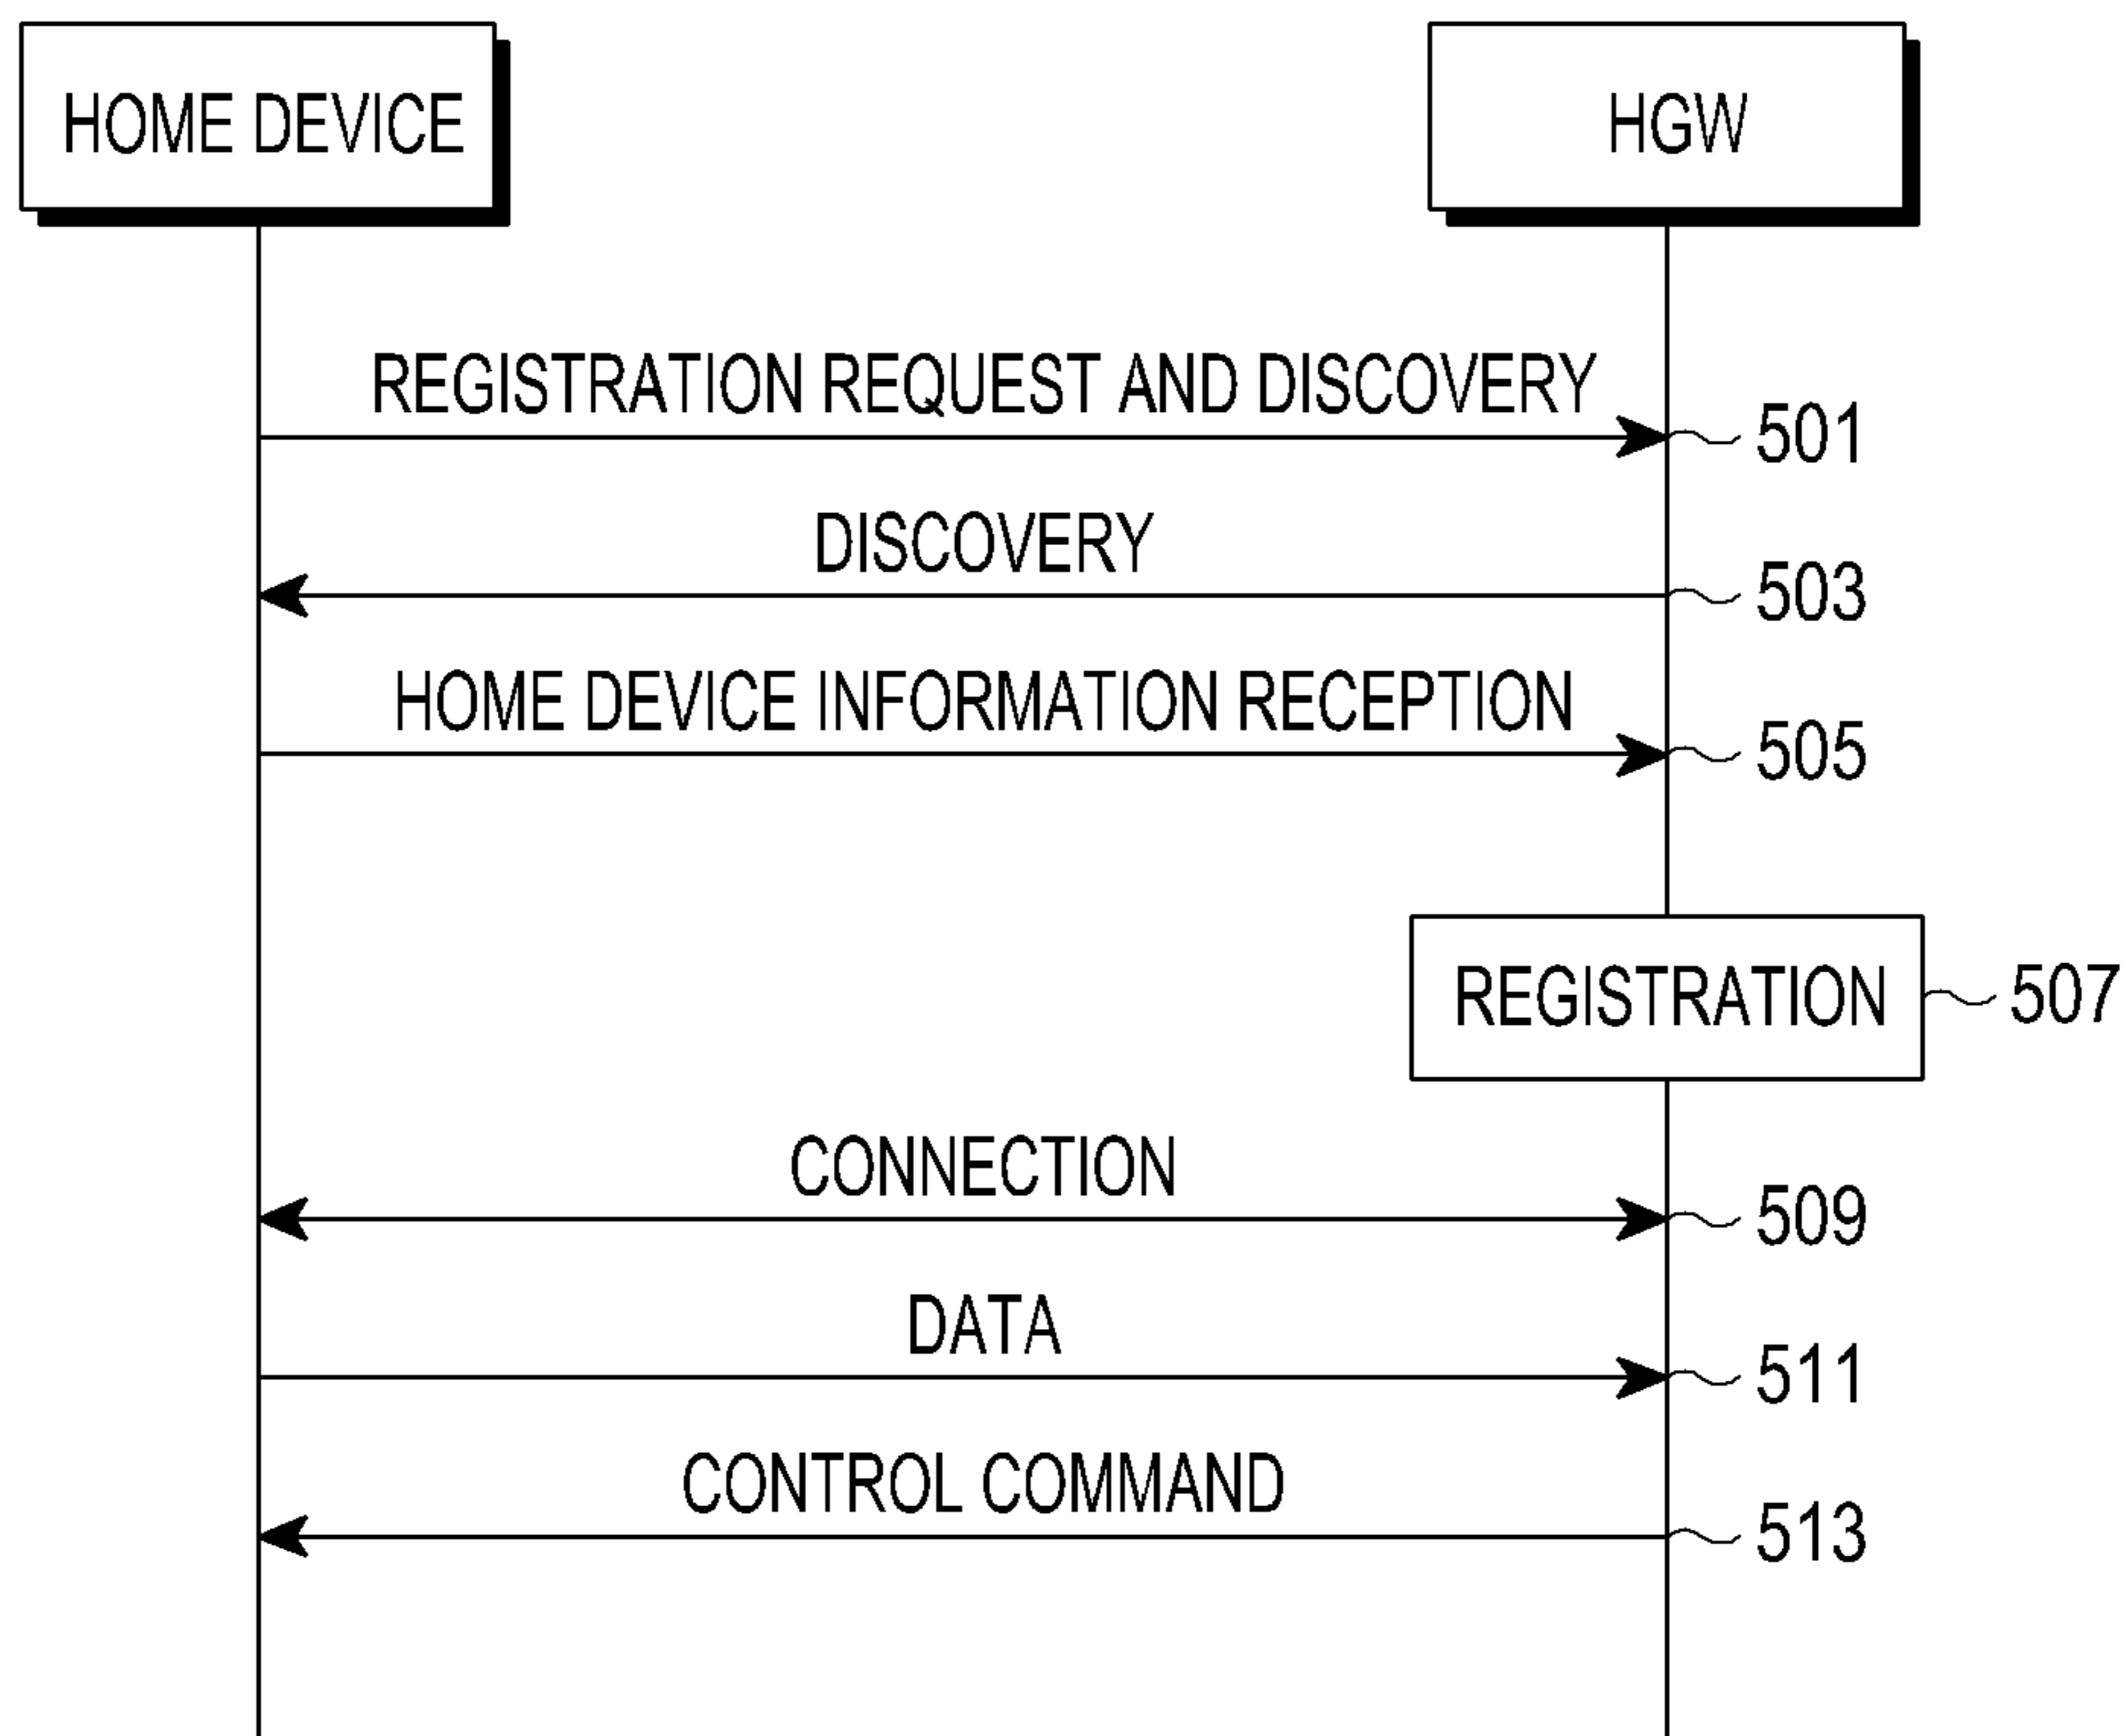 HOME DEVICE
HGW
REGISTRATION REQUEST AND DISCOVERY
501
DISCOVERY
503
HOME DEVICE INFORMATION RECEPTION
505
REGISTRATION
507
CONNECTION
509
DATA
511
CONTROL COMMAND
513